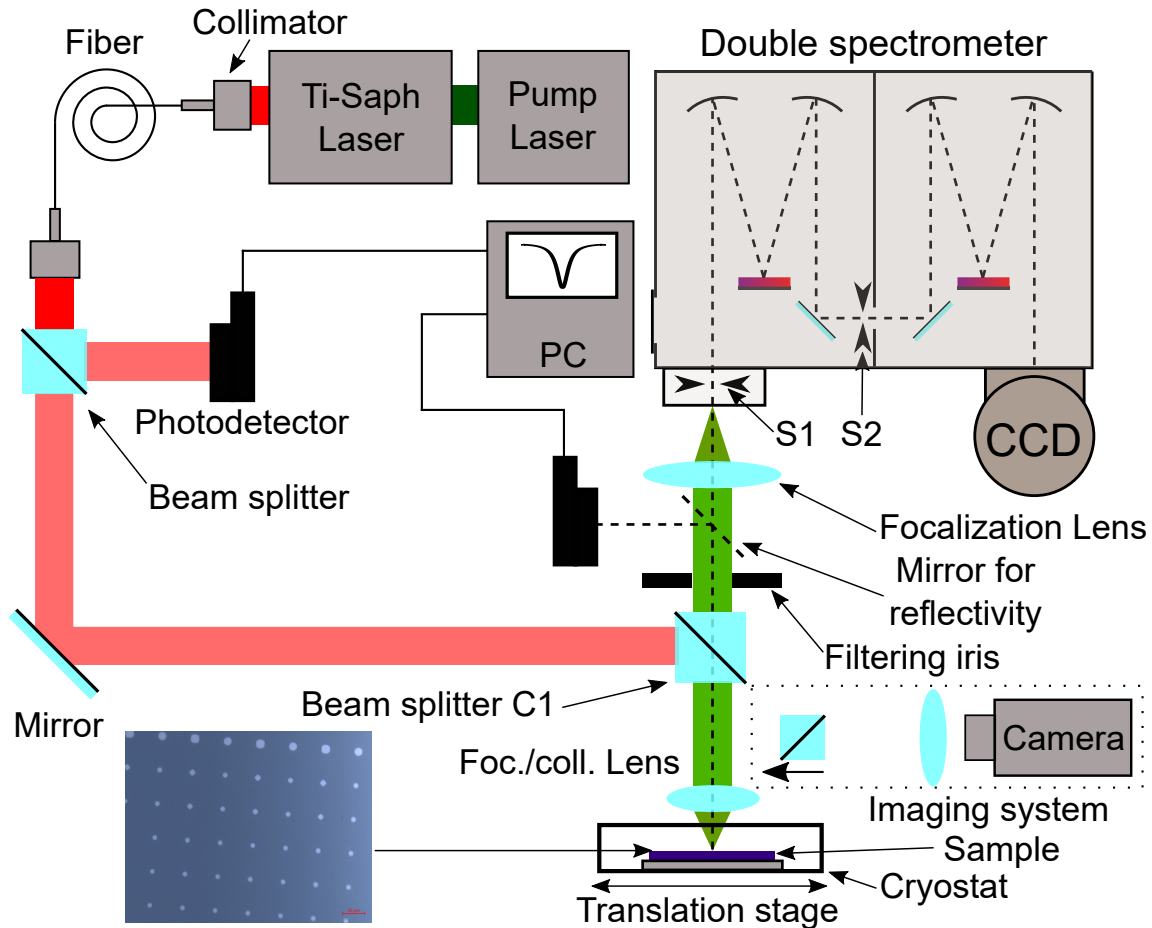 Collimator
Fiber
Double spectrometer
Ti-Saph
Laser
Pump
Laser
PC
Photodetector
S1
S2
CCD
Beam splitter
Focalization Lens
Mirror for
reflectivity
Filtering iris
Beam splitter C1
Mirror
Camera
Foc./coll. Lens
Imaging system
Sample
Cryostat
Translation stage